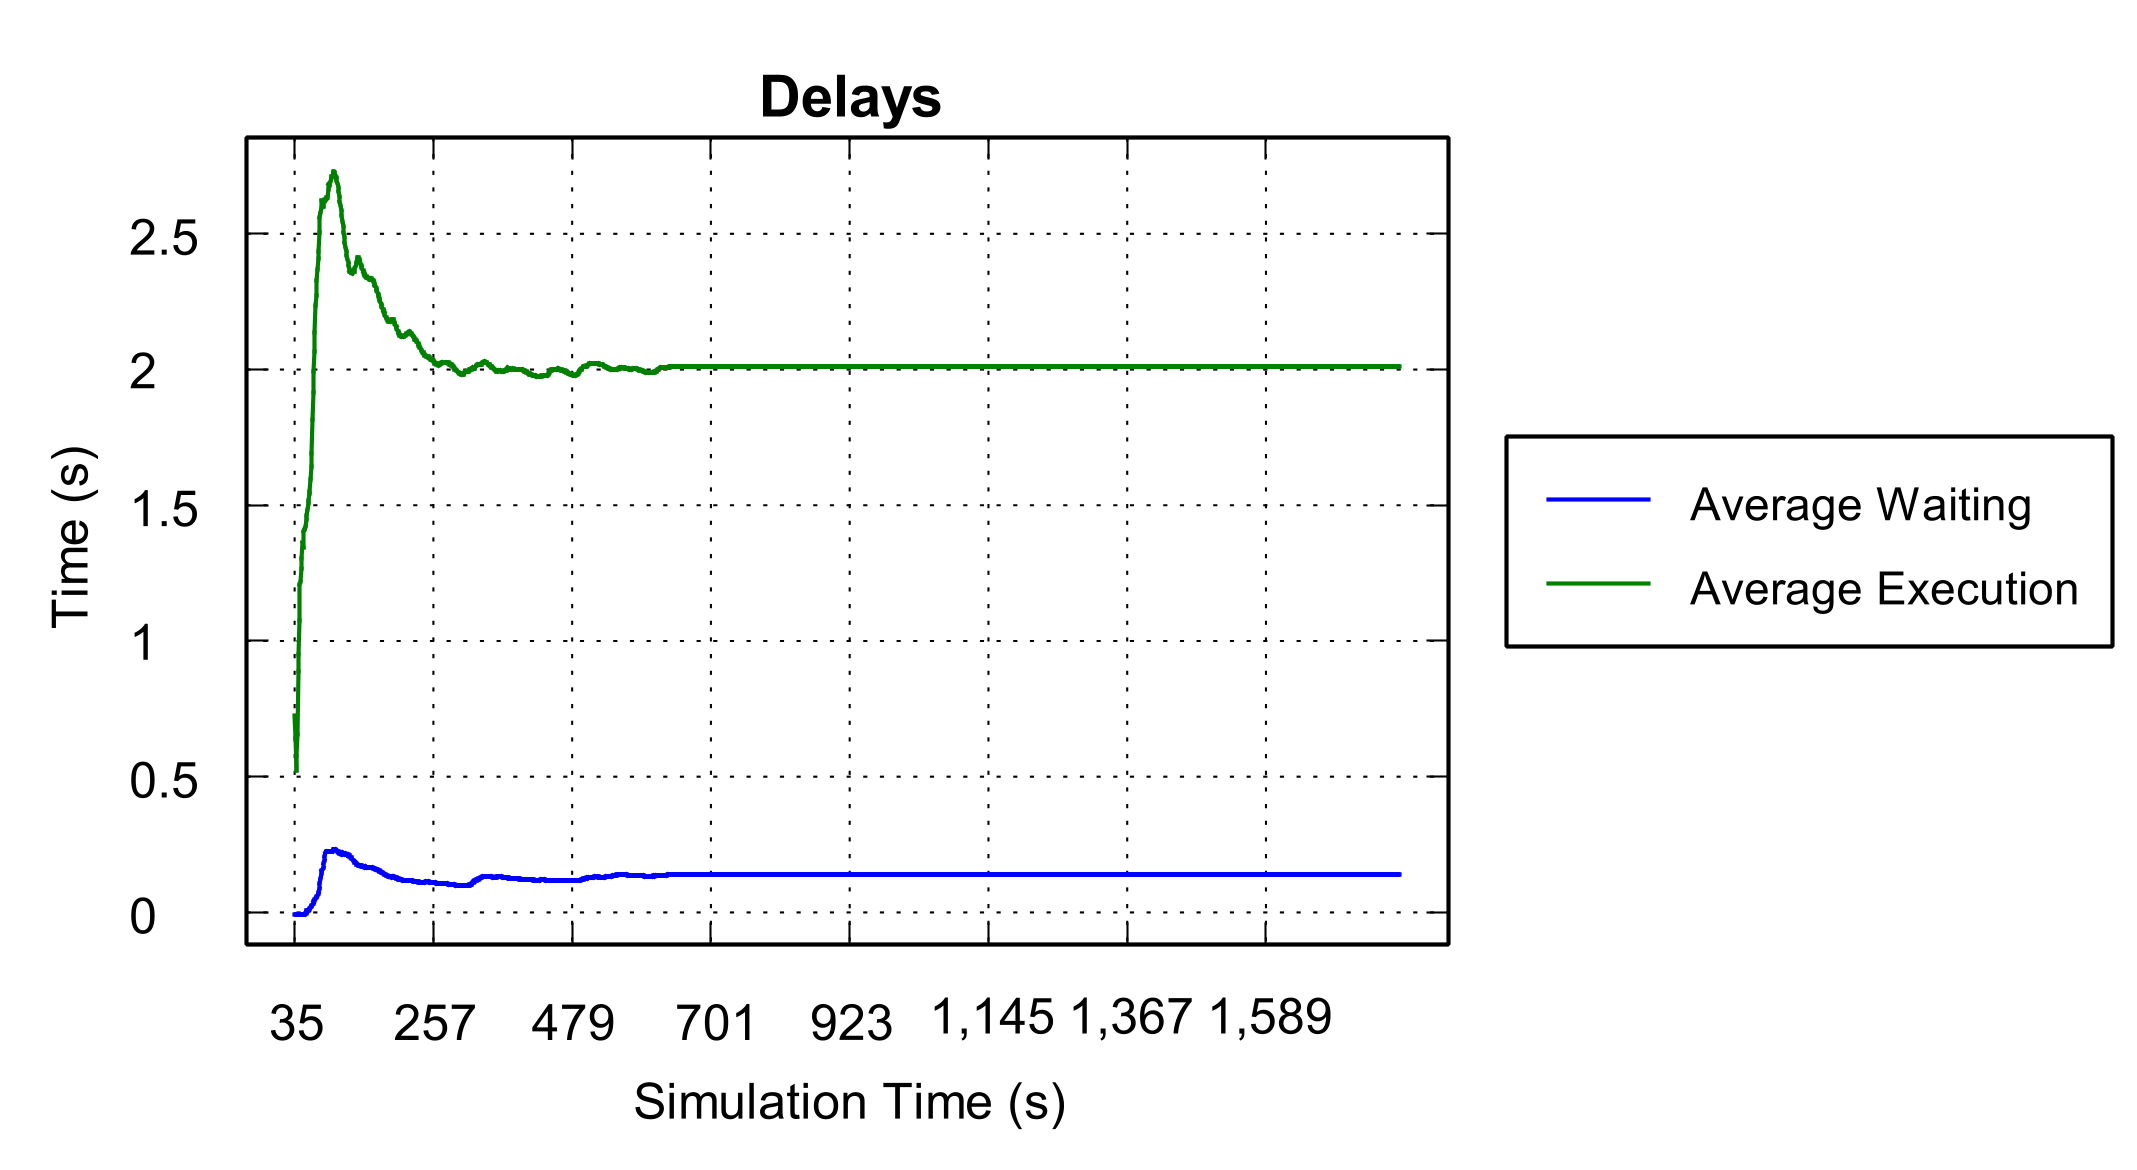 Delays
2.5
2
1.5
1
0.5
0
Time (s)
35 257 479 701 923 1,145 1,367 1,589
Simulation Time (s)
Average Waiting
Average Execution